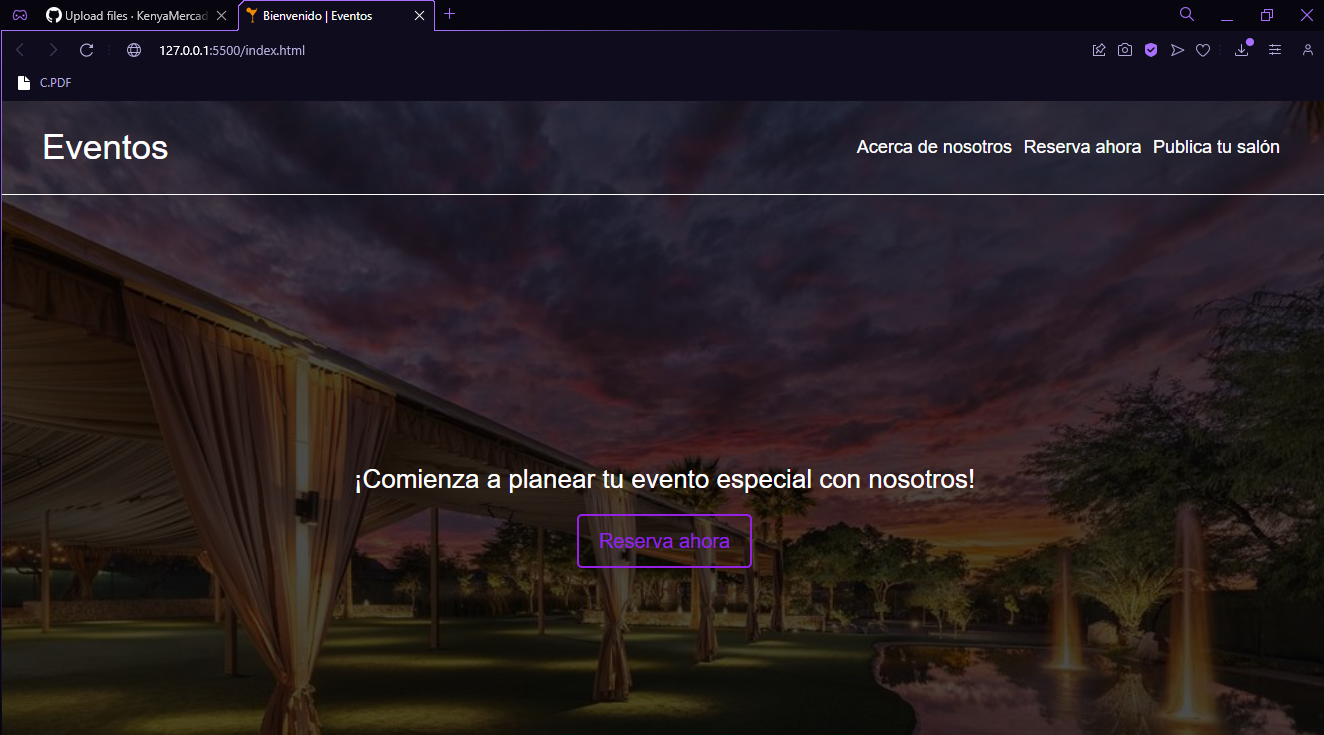 Upload files · KenyaMercad
Bienvenido | Eventos
127.0.0.1:5500/index.html
C.PDF
Eventos
Acerca de nosotros Reserva ahora Publica tu salón
¡Comienza a planear tu evento especial con nosotros!
Reserva ahora